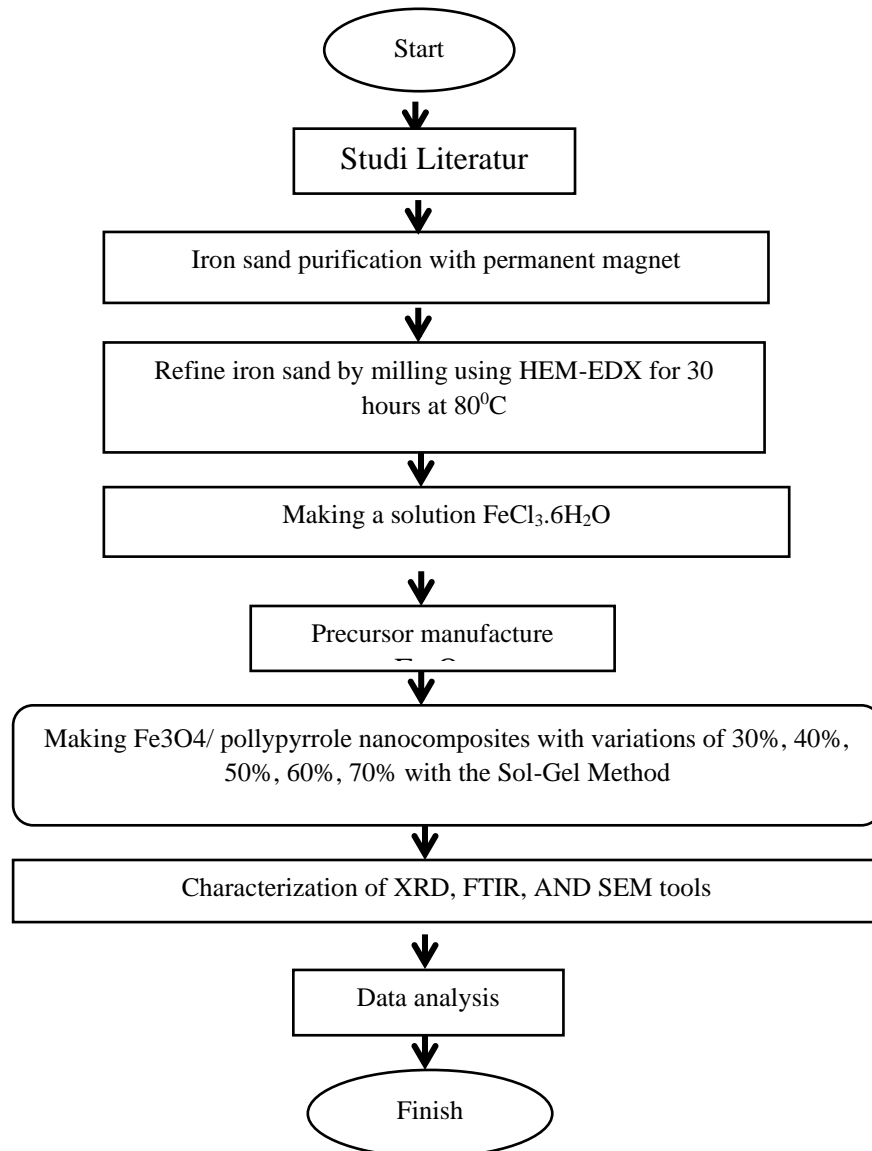 Start
Studi Literatur
Iron sand purification with permanent magnet
Refine iron sand by milling using HEM-EDX for 30
hours at 80⁰C
Making a solution FeCl₃.6H₂O
Precursor manufacture
Making Fe3O4/ pollypyrrole nanocomposites with variations of 30%, 40%,
50%, 60%, 70% with the Sol-Gel Method
Characterization of XRD, FTIR, AND SEM tools
Data analysis
Finish